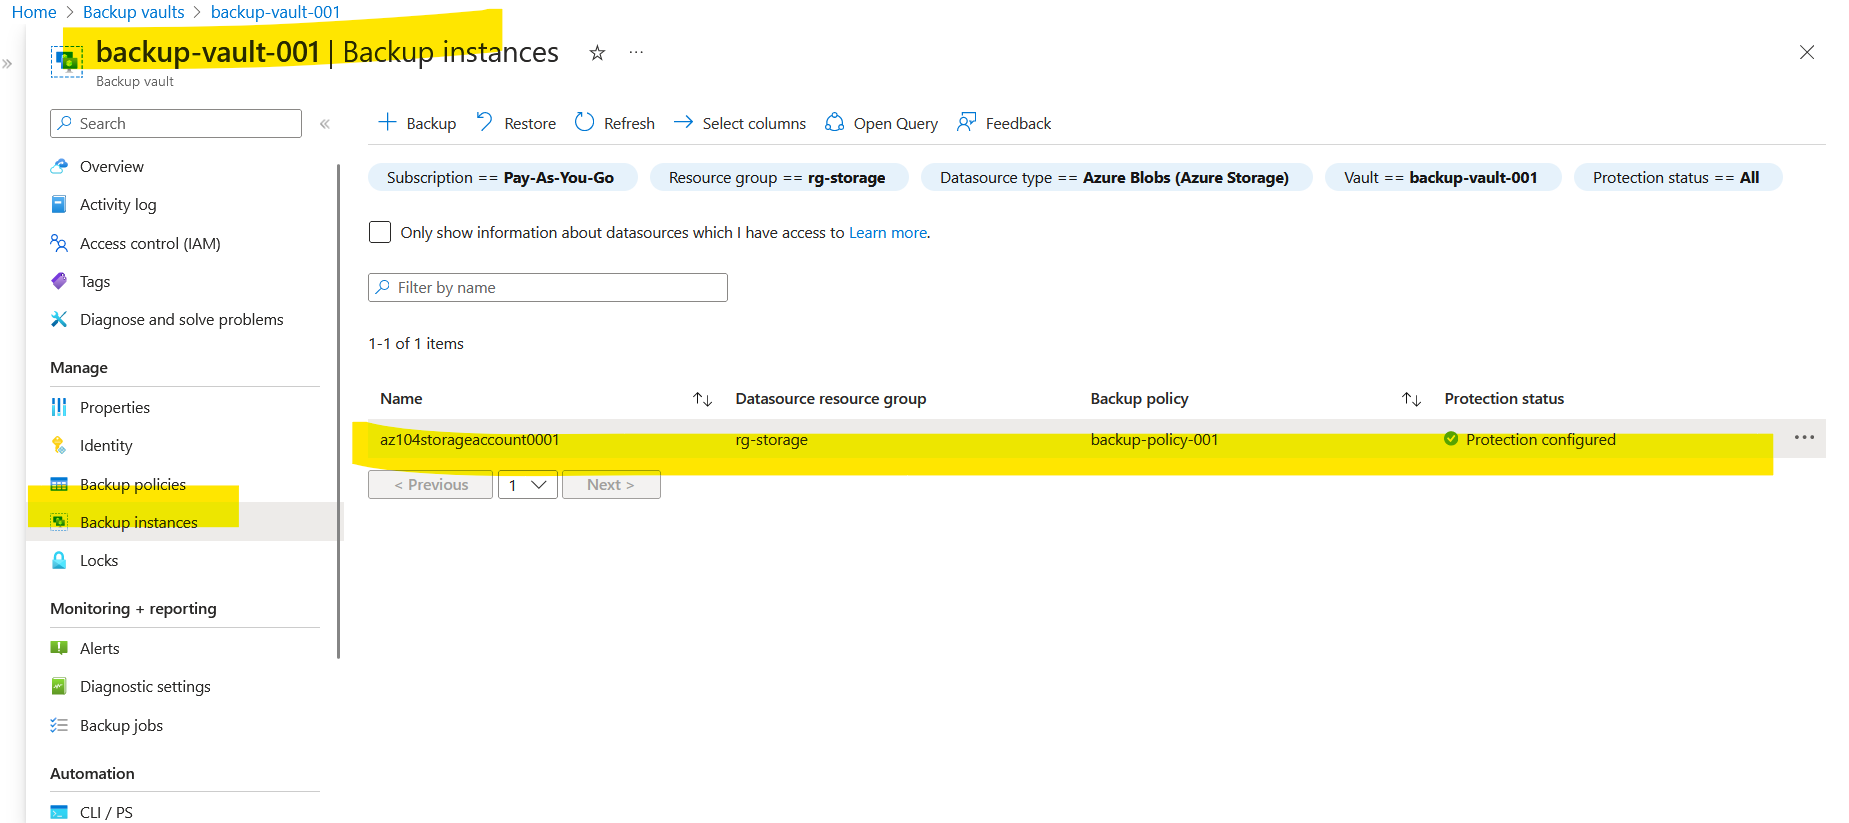 Home > Backup vaults > backup-vault-001
backup-vault-001 | Backup instances
Backup vault
Search
Overview
Activity log
Access control (IAM)
Tags
Diagnose and solve problems
Manage
Properties
Identity
Backup policies
Backup instances
Locks
Monitoring + reporting
Alerts
Diagnostic settings
Backup jobs
Automation
CLI / PS
Backup Restore Refresh Select columns Open Query Feedback
Subscription == Pay-As-You-Go Resource group == rg-storage Datasource type == Azure Blobs (Azure Storage) Vault == backup-vault-001 Protection status == All
Only show information about datasources which I have access to Learn more.
Filter by name
1-1 of 1 items
Name Datasource resource group Backup policy Protection status
az104storageaccount0001 rg-storage backup-policy-001 Protection configured
< Previous 1 Next >